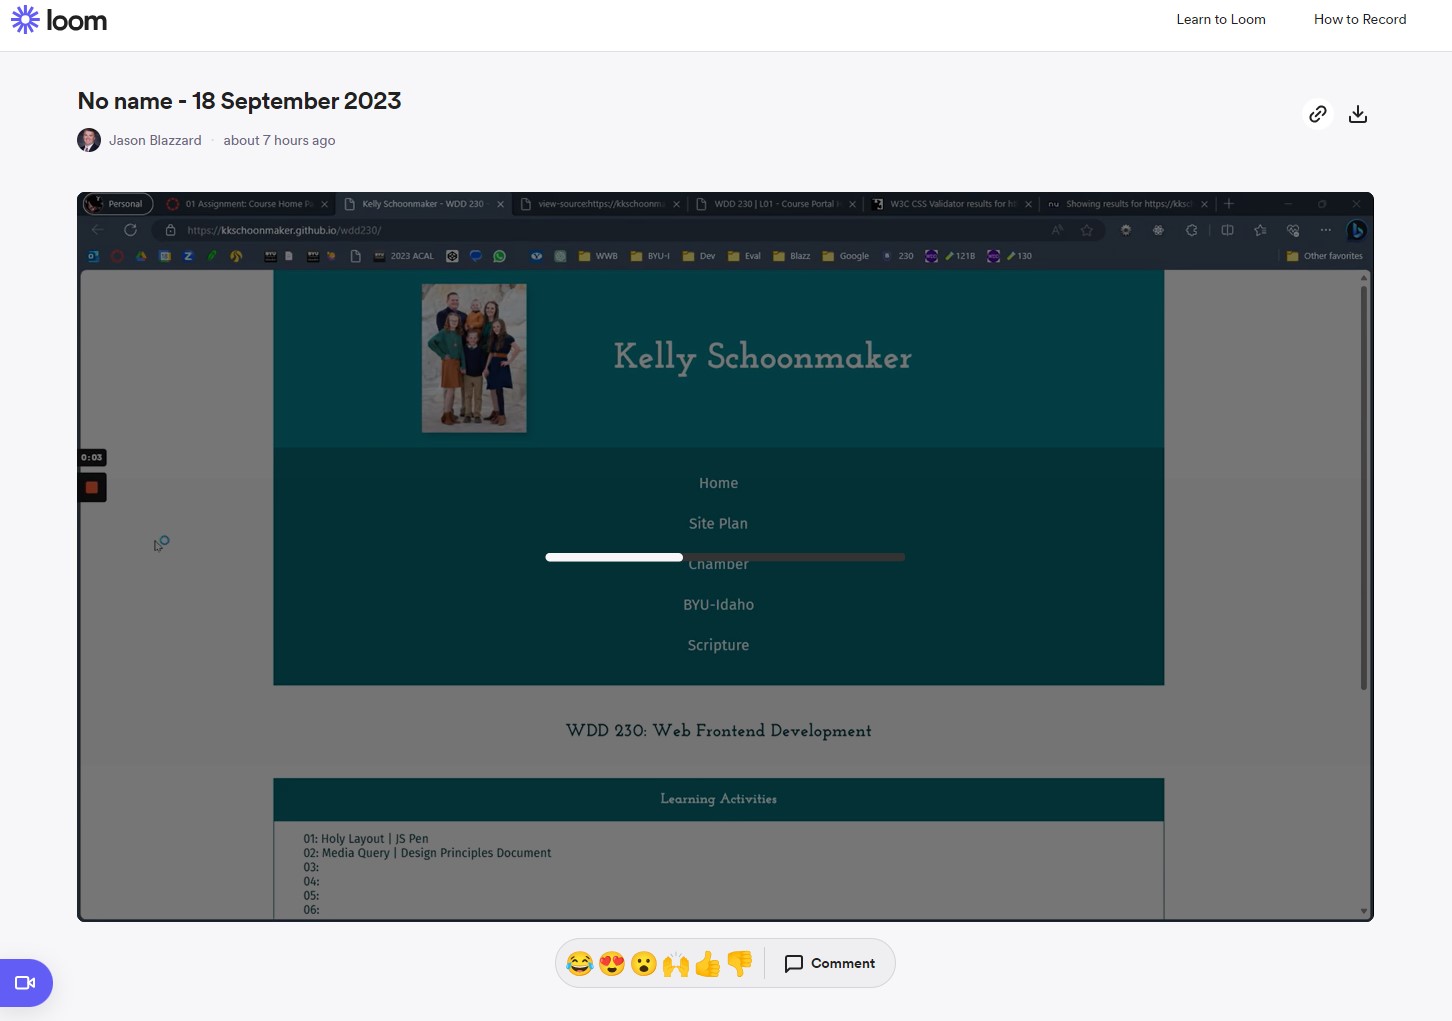 loom
Learn to Loom
How to Record
No name - 18 September 2023
Jason Blazzard · about 7 hours ago
Personal
01 Assignment: Course Home Pa
Kelly Schoonmaker - WDD 230
view-source:https://kkschoonma
WDD 230 | L01 - Course Portal H
W3C CSS Validator results for ht
Showing results for https://kksc
https://kkschoonmaker.github.io/wdd230/
2023 ACAL
WWB
BYU-I
Dev
Eval
Blazz
Google
230
121B
130
Other favorites
Kelly Schoonmaker
0:03
Home
Site Plan
Chamber
BYU-Idaho
Scripture
WDD 230: Web Frontend Development
Learning Activities
01: Holy Layout | JS Pen
02: Media Query | Design Principles Document
03:
04:
05:
06:
Comment